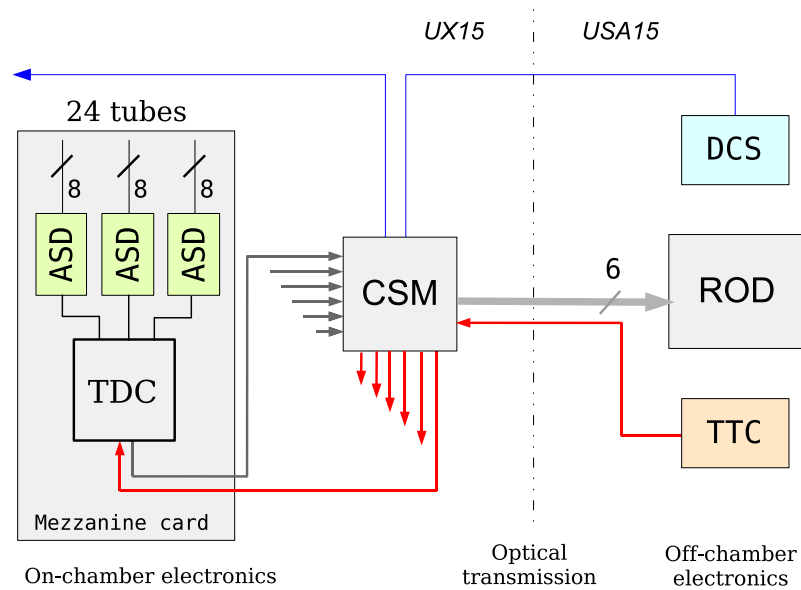 UX15 USA15
24 tubes
8 8 8
ASD ASD ASD
TDC
Mezzanine card
CSM
6
DCS
ROD
TTC
On-chamber electronics
Optical
transmission
Off-chamber
electronics